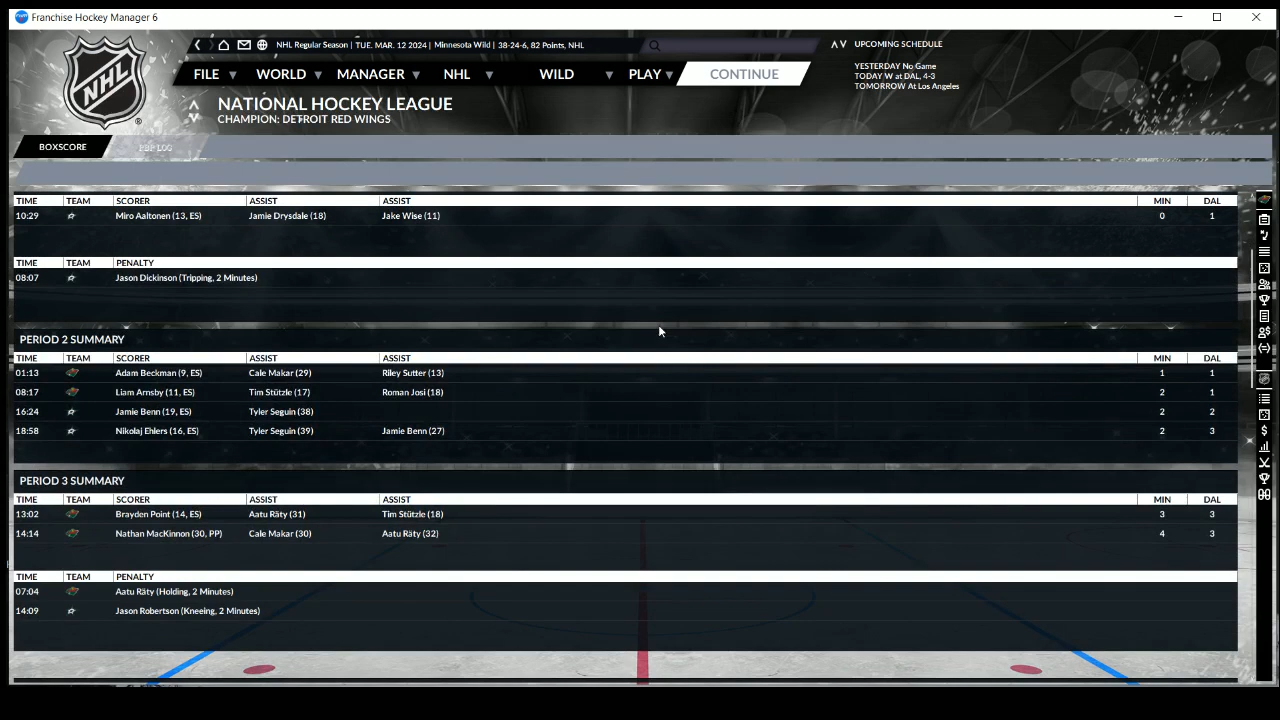 Franchise Hockey Manager 6
NHL Regular Season | TUE. MAR. 12 2024 | Minnesota Wild | 38-24-6, 82 Points, NHL
UPCOMING SCHEDULE
YESTERDAY No Game
TODAY W at DAL, 4-3
TOMORROW At Los Angeles
FILE WORLD MANAGER NHL WILD PLAY CONTINUE
NHL
NATIONAL HOCKEY LEAGUE
CHAMPION: DETROIT RED WINGS
BOXSCORE PBP LOG
TIME TEAM SCORER ASSIST ASSIST MIN DAL
10:29 Miro Aaltonen (13, ES) Jamie Drysdale (18) Jake Wise (11) 0 1
TIME TEAM PENALTY
08:07 Jason Dickinson (Tripping, 2 Minutes)
PERIOD 2 SUMMARY
TIME TEAM SCORER ASSIST ASSIST MIN DAL
01:13 Adam Beckman (9, ES) Cale Makar (29) Riley Sutter (13) 1 1
08:17 Liam Arnsby (11, ES) Tim Stützle (17) Roman Josi (18) 2 1
16:24 Jamie Benn (19, ES) Tyler Seguin (38) 2 2
18:58 Nikolaj Ehlers (16, ES) Tyler Seguin (39) Jamie Benn (27) 2 3
PERIOD 3 SUMMARY
TIME TEAM SCORER ASSIST ASSIST MIN DAL
13:02 Brayden Point (14, ES) Aatu Räty (31) Tim Stützle (18) 3 3
14:14 Nathan MacKinnon (30, PP) Cale Makar (30) Aatu Räty (32) 4 3
TIME TEAM PENALTY
07:04 Aatu Räty (Holding, 2 Minutes)
14:09 Jason Robertson (Kneeing, 2 Minutes)